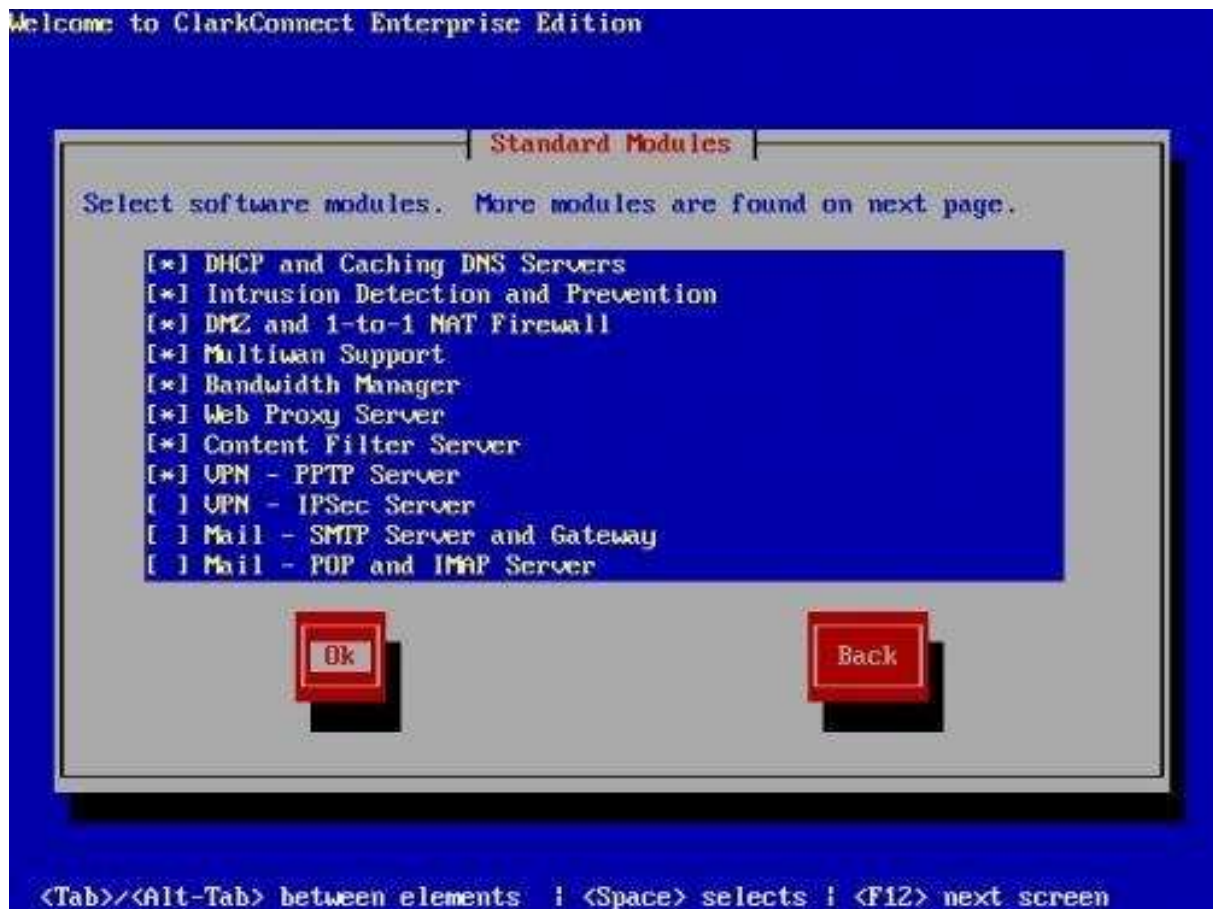 Welcome to ClarkConnect Enterprise Edition
Standard Modules
Select software modules.  More modules are found on next page.
[*] DHCP and Caching DNS Servers
[*] Intrusion Detection and Prevention
[*] DMZ and 1-to-1 NAT Firewall
[*] Multiwan Support
[*] Bandwidth Manager
[*] Web Proxy Server
[*] Content Filter Server
[*] VPN - PPTP Server
[ ] VPN - IPSec Server
[ ] Mail - SMTP Server and Gateway
[ ] Mail - POP and IMAP Server
Ok Back
<Tab>/<Alt-Tab> between elements | <Space> selects | <F12> next screen